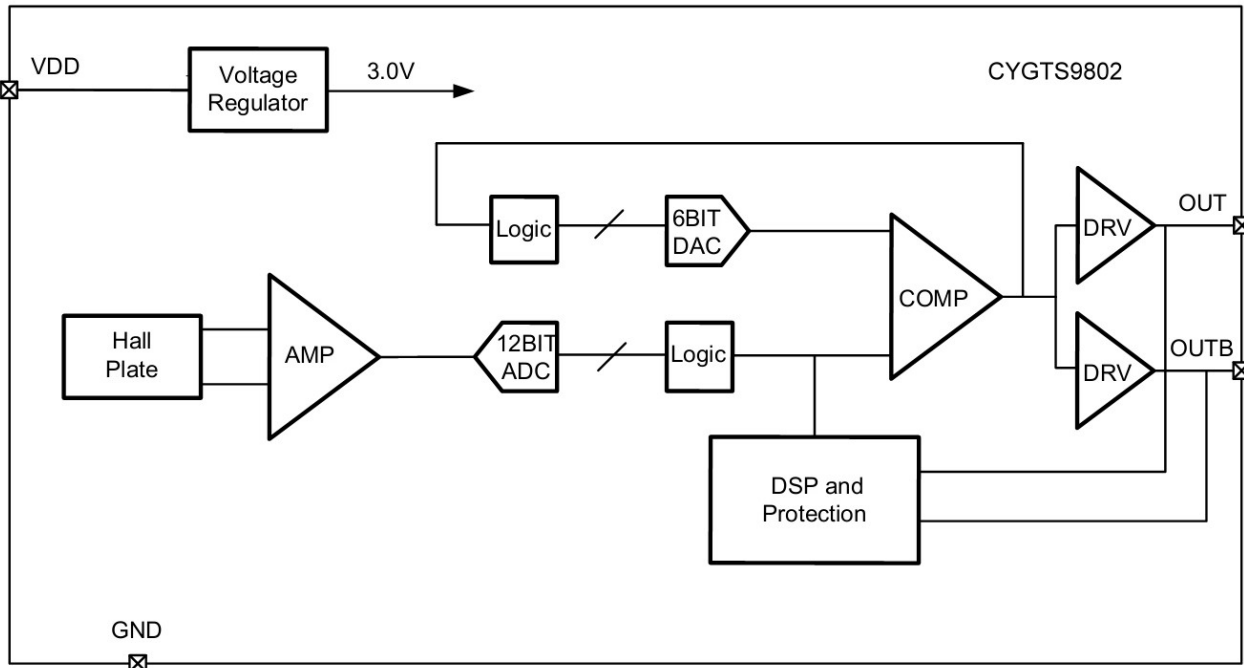 VDD
Voltage
Regulator
3.0V
CYGTS9802
Logic
6BIT
DAC
COMP
DRV
OUT
Hall
Plate
AMP
12BIT
ADC
Logic
DRV
OUTB
DSP and
Protection
GND